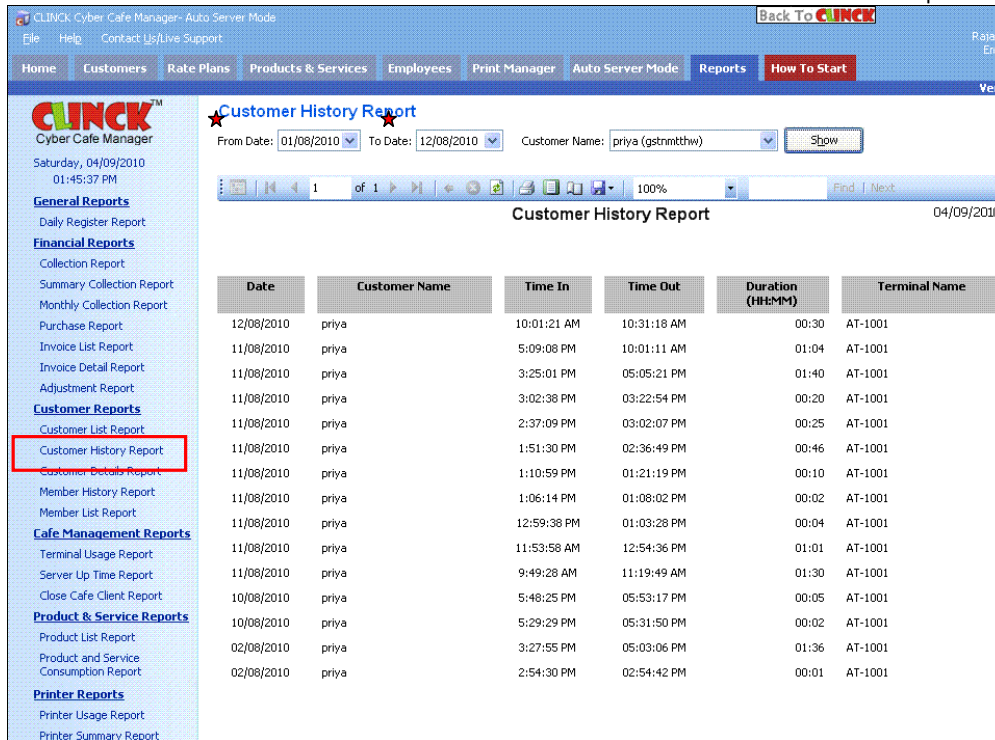 CLINCK Cyber Cafe Manager- Auto Server Mode
Back To CLINCK
File Help Contact Us/Live Support
Home Customers Rate Plans Products & Services Employees Print Manager Auto Server Mode Reports How To Start
CLINCK TM
Cyber Cafe Manager
Saturday, 04/09/2010
01:45:37 PM
General Reports
Daily Register Report
Financial Reports
Collection Report
Summary Collection Report
Monthly Collection Report
Purchase Report
Invoice List Report
Invoice Detail Report
Adjustment Report
Customer Reports
Customer List Report
Customer History Report
Customer Details Report
Member History Report
Member List Report
Cafe Management Reports
Terminal Usage Report
Server Up Time Report
Close Cafe Client Report
Product & Service Reports
Product List Report
Product and Service
Consumption Report
Printer Reports
Printer Usage Report
Printer Summary Report
Customer History Report
From Date: 01/08/2010 To Date: 12/08/2010 Customer Name: priya (gstnmtthw) Show
1 of 1 100% Find | Next
Customer History Report 04/09/201
Date Customer Name Time In Time Out Duration (HH:MM) Terminal Name
12/08/2010 priya 10:01:21 AM 10:31:18 AM 00:30 AT-1001
11/08/2010 priya 5:09:08 PM 10:01:11 AM 01:04 AT-1001
11/08/2010 priya 3:25:01 PM 05:05:21 PM 01:40 AT-1001
11/08/2010 priya 3:02:38 PM 03:22:54 PM 00:20 AT-1001
11/08/2010 priya 2:37:09 PM 03:02:07 PM 00:25 AT-1001
11/08/2010 priya 1:51:30 PM 02:36:49 PM 00:46 AT-1001
11/08/2010 priya 1:10:59 PM 01:21:19 PM 00:10 AT-1001
11/08/2010 priya 1:06:14 PM 01:08:02 PM 00:02 AT-1001
11/08/2010 priya 12:59:38 PM 01:03:28 PM 00:04 AT-1001
11/08/2010 priya 11:53:58 AM 12:54:36 PM 01:01 AT-1001
11/08/2010 priya 9:49:28 AM 11:19:49 AM 01:30 AT-1001
10/08/2010 priya 5:48:25 PM 05:53:17 PM 00:05 AT-1001
10/08/2010 priya 5:29:29 PM 05:31:50 PM 00:02 AT-1001
02/08/2010 priya 3:27:55 PM 05:03:06 PM 01:36 AT-1001
02/08/2010 priya 2:54:30 PM 02:54:42 PM 00:01 AT-1001